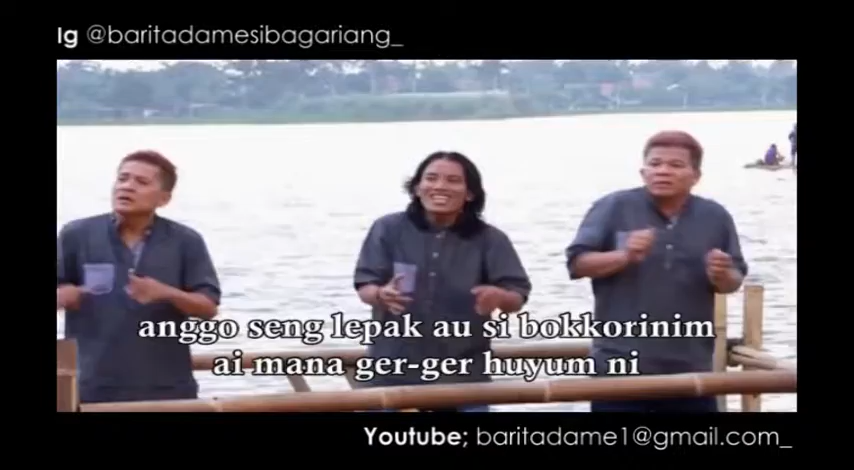 Ig @baritadamesibagariang_
anggo seng lepak au si bokkorinim
ai mana ger-ger huyum ni
Youtube; baritadame1@gmail.com_